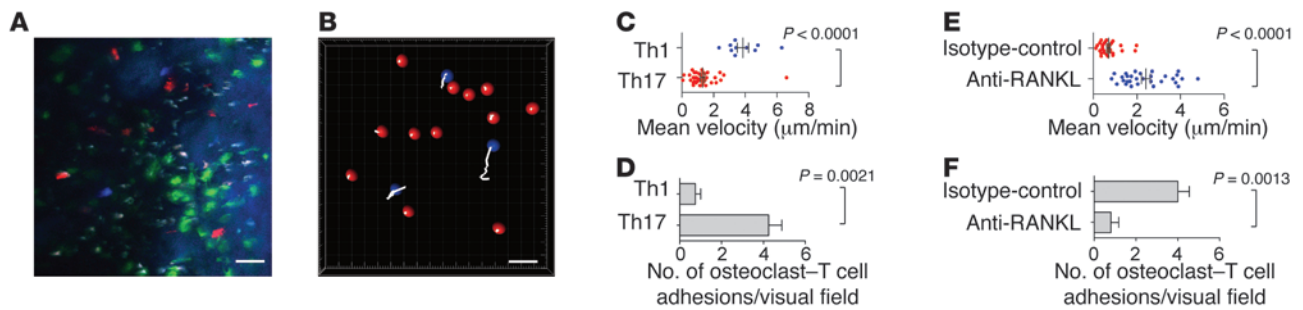 A
B
C
P < 0.0001
Th1
Th17
0 2 4 6 8
Mean velocity (μm/min)
D
P = 0.0021
Th1
Th17
0 2 4 6
No. of osteoclast–T cell
adhesions/visual field
E
P < 0.0001
Isotype-control
Anti-RANKL
0 2 4 6
Mean velocity (μm/min)
F
P = 0.0013
Isotype-control
Anti-RANKL
0 2 4 6
No. of osteoclast–T cell
adhesions/visual field